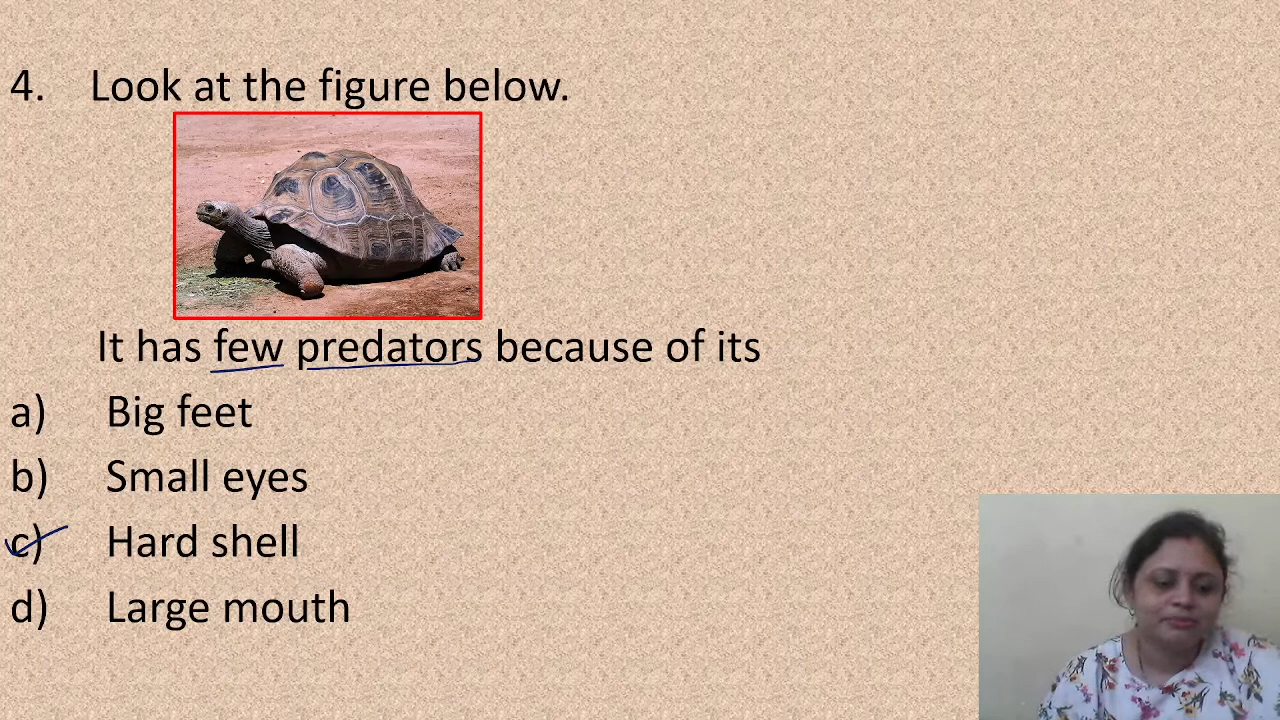 4. Look at the figure below.
It has few predators because of its
a) Big feet
b) Small eyes
c) Hard shell
d) Large mouth